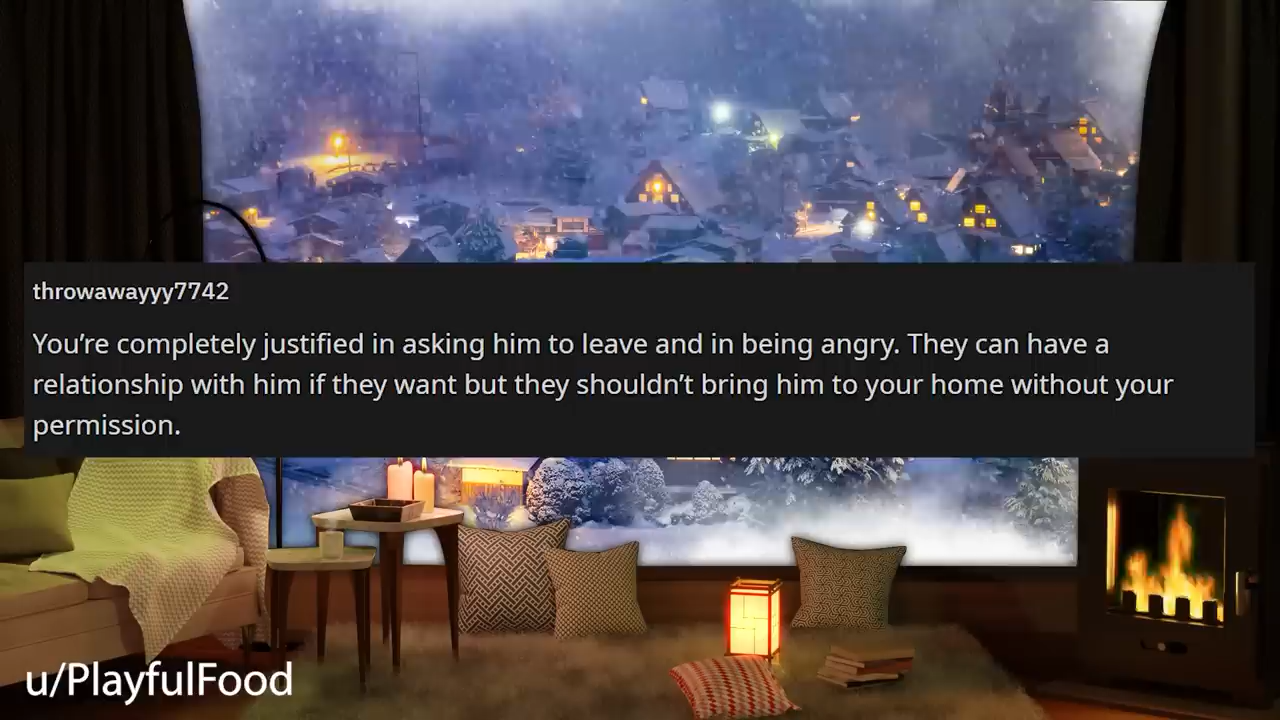 throwawayyy7742
You’re completely justified in asking him to leave and in being angry. They can have a
relationship with him if they want but they shouldn’t bring him to your home without your
permission.
u/PlayfulFood